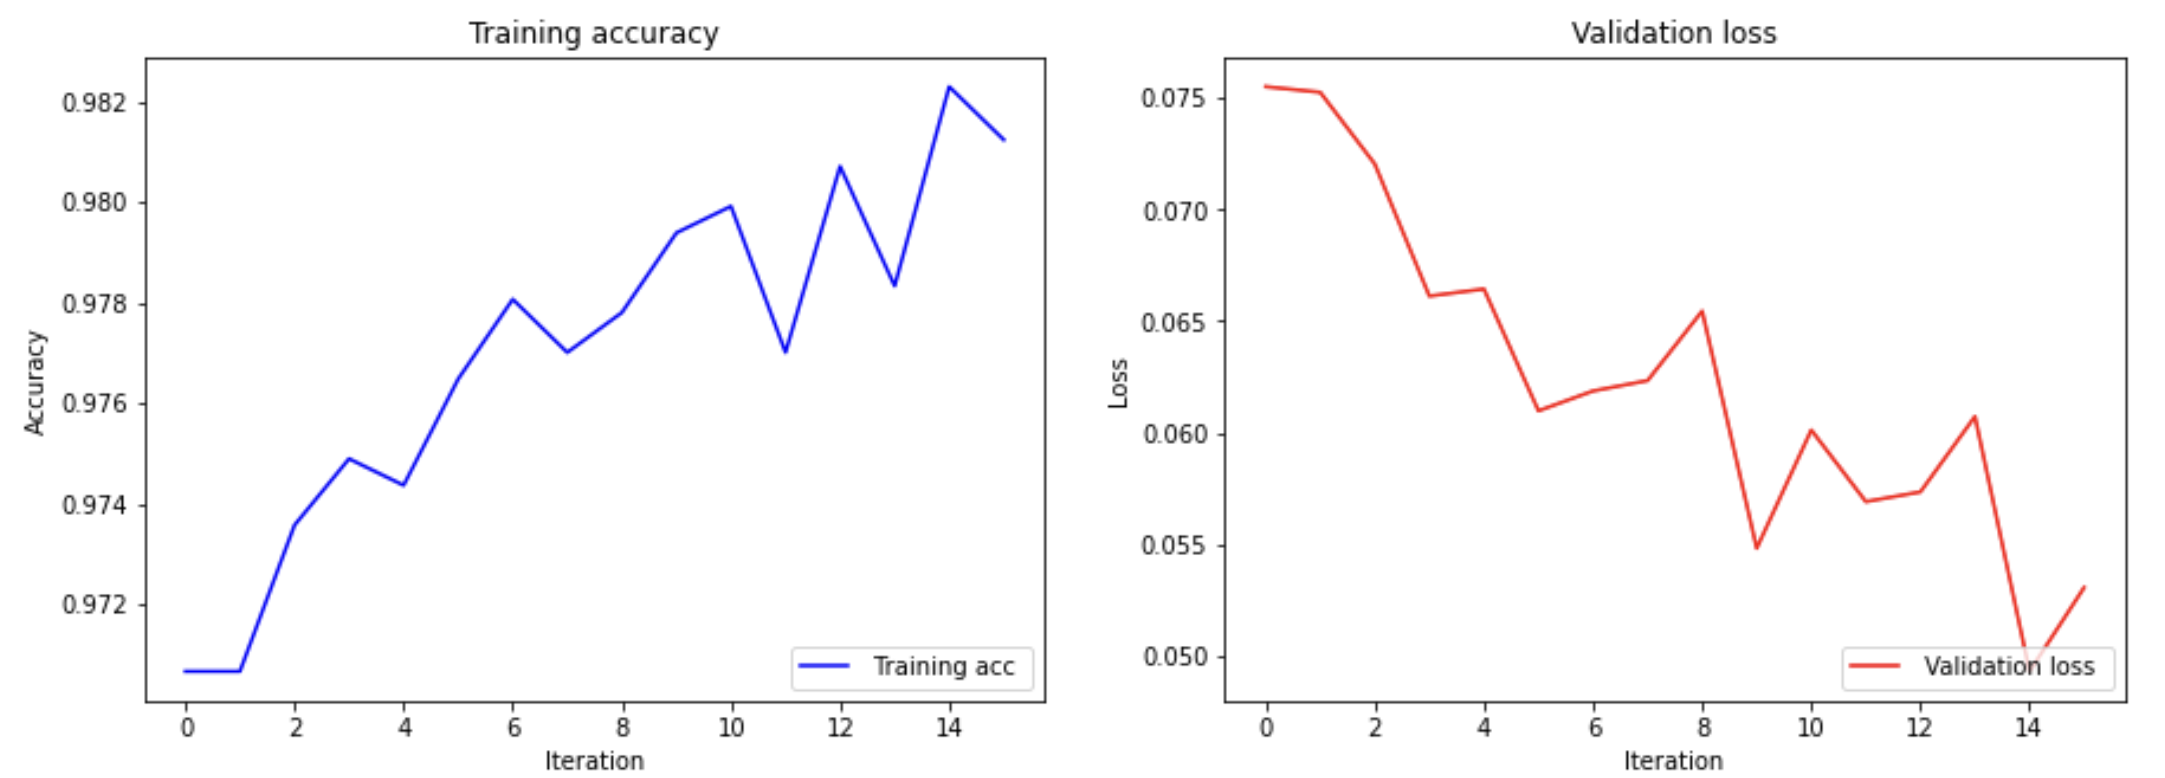 Training accuracy
0.982
0.980
0.978
0.976
0.974
0.972
Accuracy
Training acc
0 2 4 6 8 10 12 14
Iteration
Validation loss
0.075
0.070
0.065
0.060
0.055
0.050
Loss
Validation loss
0 2 4 6 8 10 12 14
Iteration